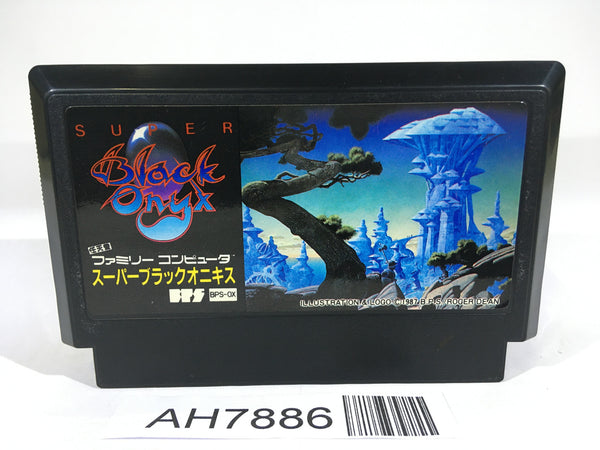 SUPER
Black
Onyx
任天堂
ファミリー コンピュータ
スーパーブラックオニキス
BPS BPS-OX
ILLUSTRATION & LOGO C 1987 B.P.S./ROGER DEAN
AH7886